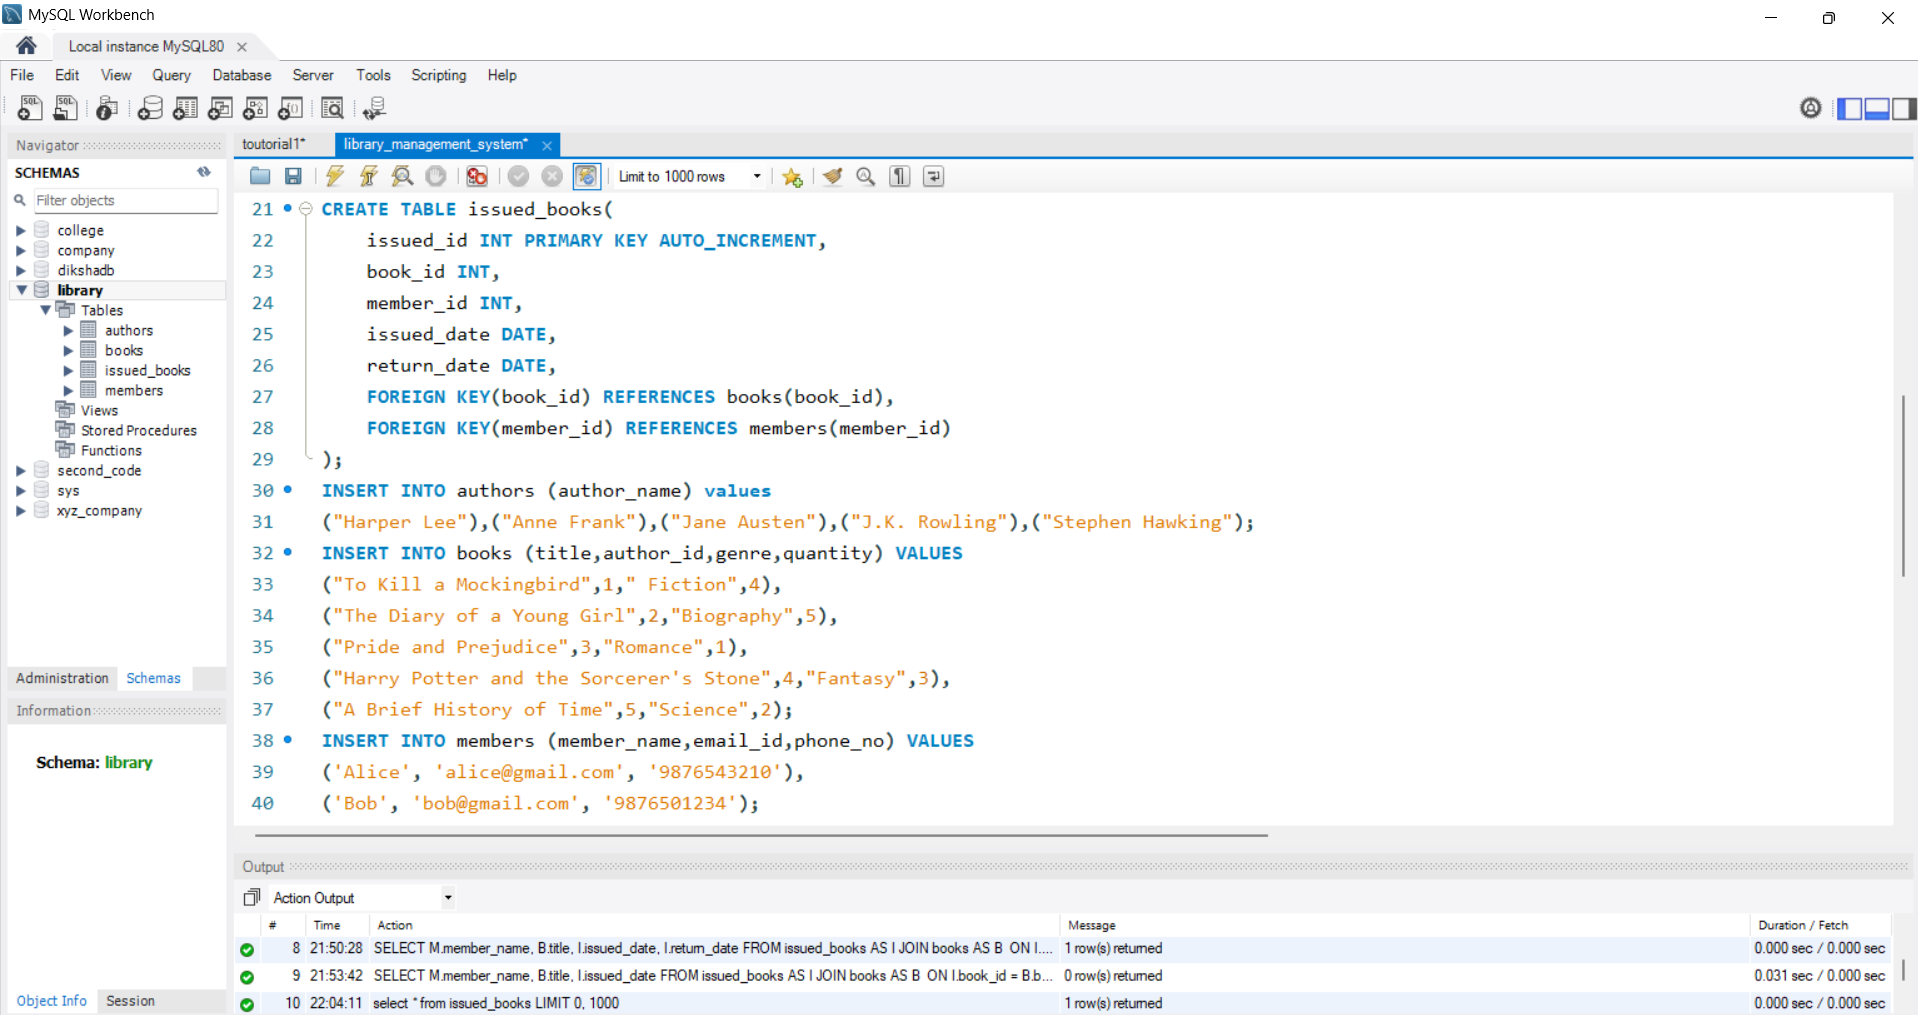 MySQL Workbench
Local instance MySQL80
File Edit View Query Database Server Tools Scripting Help
Navigator
SCHEMAS
Filter objects
college
company
dikshadb
library
Tables
authors
books
issued_books
members
Views
Stored Procedures
Functions
second_code
sys
xyz_company
Administration Schemas
Information
Schema: library
Object Info Session
toutorial1* library_management_system*
Limit to 1000 rows
21 CREATE TABLE issued_books(
22 issued_id INT PRIMARY KEY AUTO_INCREMENT,
23 book_id INT,
24 member_id INT,
25 issued_date DATE,
26 return_date DATE,
27 FOREIGN KEY(book_id) REFERENCES books(book_id),
28 FOREIGN KEY(member_id) REFERENCES members(member_id)
29 );
30 INSERT INTO authors (author_name) values
31 ("Harper Lee"),("Anne Frank"),("Jane Austen"),("J.K. Rowling"),("Stephen Hawking");
32 INSERT INTO books (title,author_id,genre,quantity) VALUES
33 ("To Kill a Mockingbird",1," Fiction",4),
34 ("The Diary of a Young Girl",2,"Biography",5),
35 ("Pride and Prejudice",3,"Romance",1),
36 ("Harry Potter and the Sorcerer's Stone",4,"Fantasy",3),
37 ("A Brief History of Time",5,"Science",2);
38 INSERT INTO members (member_name,email_id,phone_no) VALUES
39 ('Alice', 'alice@gmail.com', '9876543210'),
40 ('Bob', 'bob@gmail.com', '9876501234');
Output
Action Output
# Time Action Message Duration / Fetch
8 21:50:28 SELECT M.member_name, B.title, I.issued_date, I.return_date FROM issued_books AS I JOIN books AS B ON I.... 1 row(s) returned 0.000 sec / 0.000 sec
9 21:53:42 SELECT M.member_name, B.title, I.issued_date FROM issued_books AS I JOIN books AS B ON I.book_id = B.b... 0 row(s) returned 0.031 sec / 0.000 sec
10 22:04:11 select * from issued_books LIMIT 0, 1000 1 row(s) returned 0.000 sec / 0.000 sec